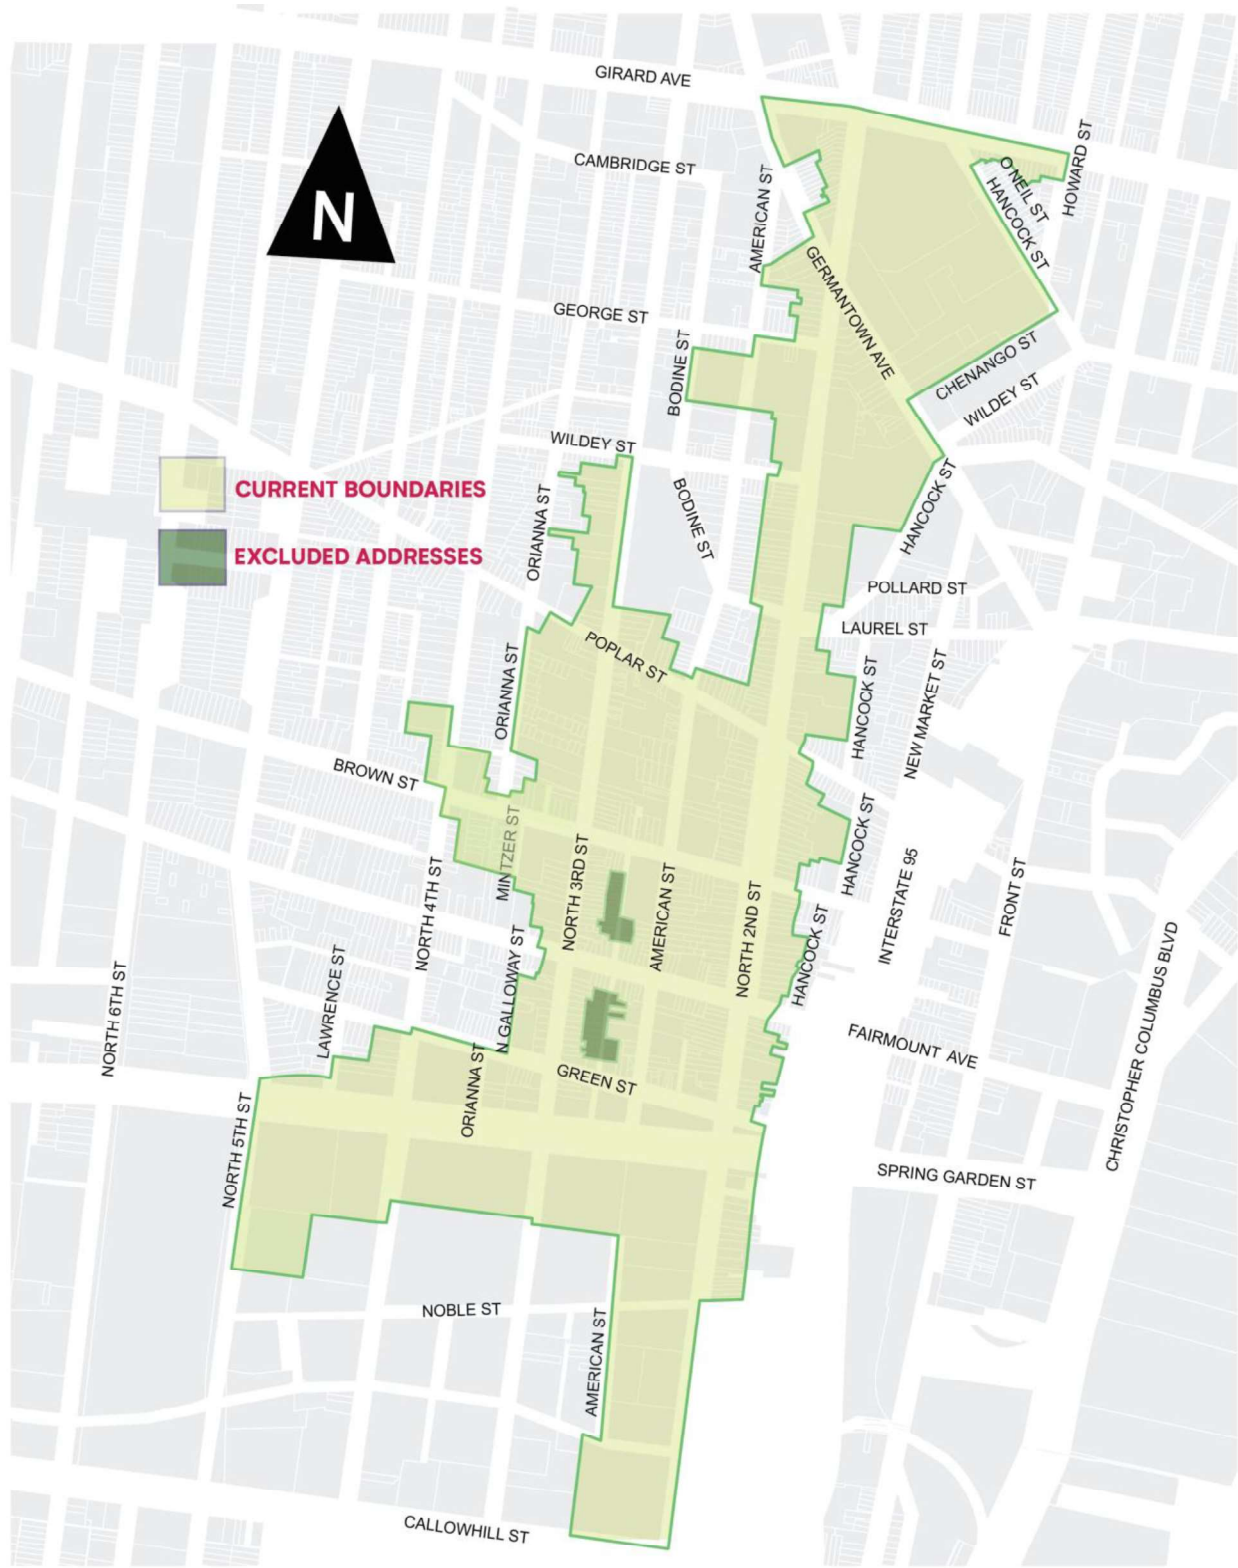 GIRARD AVE
HOWARD ST
O'NEIL ST
HANCOCK ST
CAMBRIDGE ST
AMERICAN ST
N
GERMANTOWN AVE
GEORGE ST
BODINE ST
CHENANGO ST
WILDEY ST
WILDEY ST
CURRENT BOUNDARIES
ORIANNA ST
BODINE ST
HANCOCK ST
EXCLUDED ADDRESSES
POLLARD ST
LAUREL ST
POPLAR ST
ORIANNA ST
HANCOCK ST
NEW MARKET ST
BROWN ST
MINTZER ST
HANCOCK ST
NORTH 3RD ST
NORTH 4TH ST
AMERICAN ST
NORTH 2ND ST
INTERSTATE 95
FRONT ST
HANCOCK ST
N GALLOWAY ST
LAWRENCE ST
NORTH 6TH ST
CHRISTOPHER COLUMBUS BLVD
FAIRMOUNT AVE
GREEN ST
ORIANNA ST
NORTH 5TH ST
SPRING GARDEN ST
NOBLE ST
AMERICAN ST
CALLOWHILL ST